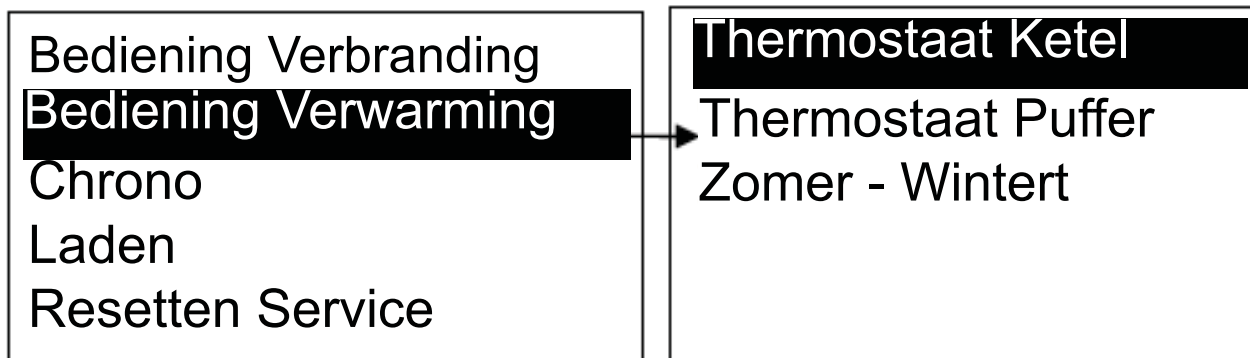 Bediening Verbranding
Bediening Verwarming
Chrono
Laden
Resetten Service
Thermostaat Ketel
Thermostaat Puffer
Zomer - Wintert